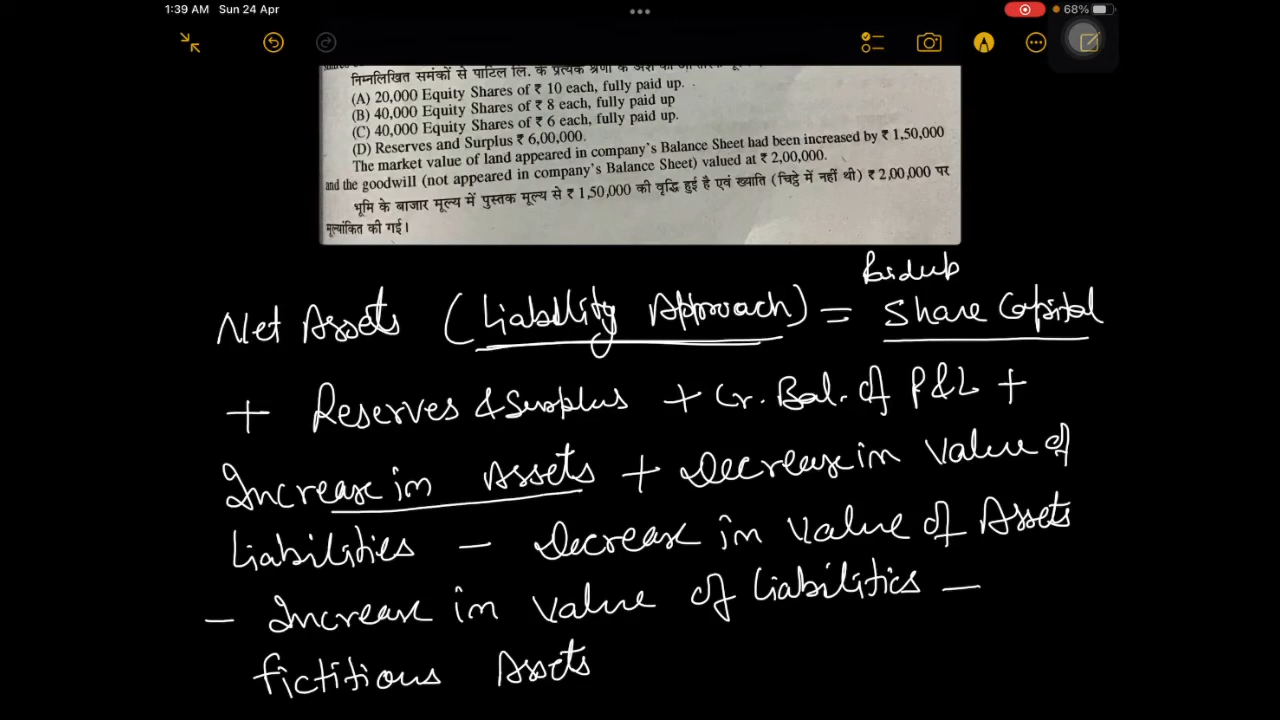 1:39 AM Sun 24 Apr
68%
निम्नलिखित समंकों से पाटिल लि. के प्रत्येक श्रेणी के अंश का
(A) 20,000 Equity Shares of ₹ 10 each, fully paid up.
(B) 40,000 Equity Shares of ₹ 8 each, fully paid up
(C) 40,000 Equity Shares of ₹ 6 each, fully paid up.
(D) Reserves and Surplus ₹ 6,00,000.
The market value of land appeared in company's Balance Sheet had been increased by ₹ 1,50,000
and the goodwill (not appeared in company's Balance Sheet) valued at ₹ 2,00,000.
भूमि के बाजार मूल्य में पुस्तक मूल्य से ₹ 1,50,000 की वृद्धि हुई है एवं ख्याति (चिट्ठे में नहीं थी) ₹ 2,00,000 पर
मूल्यांकित की गई।
Paidup
Net Assets (Liability Approach) = Share Capital
+ Reserves & Surplus + Cr. Bal. of P&L +
Increase in Assets + Decrease in Value of
Liabilities - Decrease in Value of Assets
- Increase in Value of Liabilities -
fictitious Assets